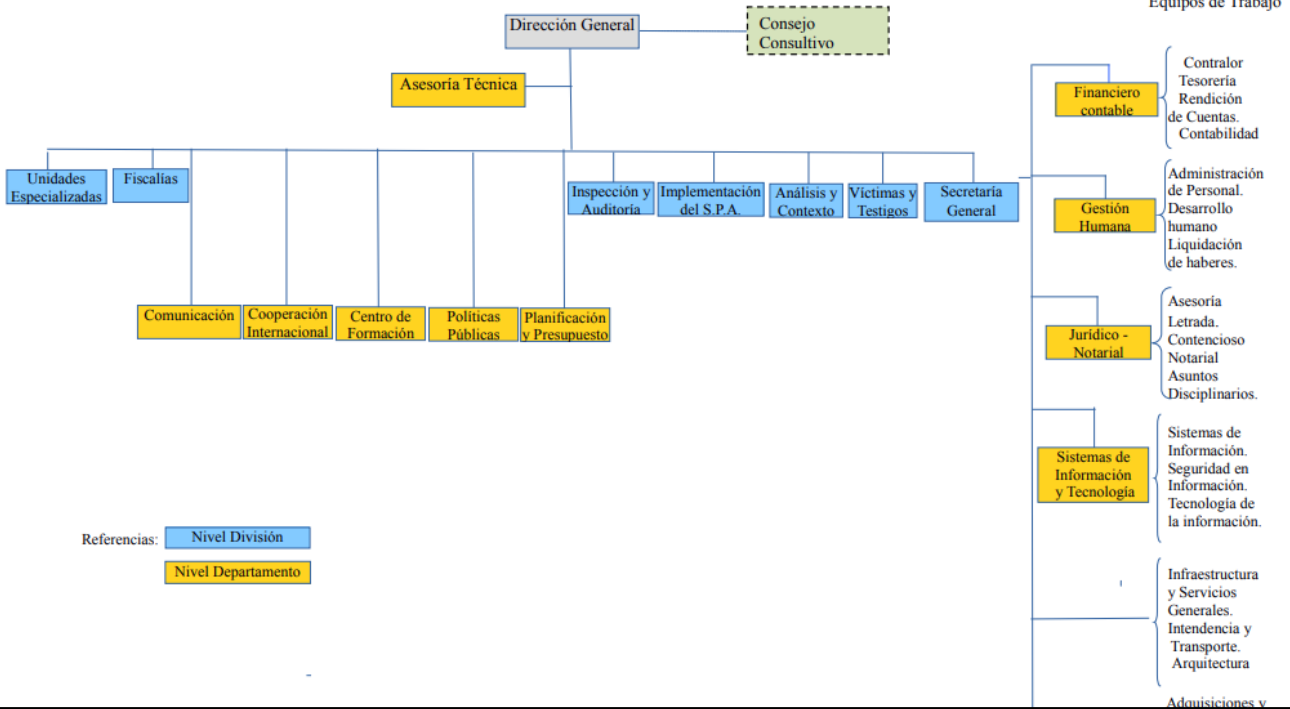 Equipos de Trabajo
Dirección General
Consejo
Consultivo
Asesoría Técnica
Unidades
Especializadas
Fiscalías
Inspección y
Auditoría
Implementación
del S.P.A.
Análisis y
Contexto
Víctimas y
Testigos
Secretaría
General
Comunicación
Cooperación
Internacional
Centro de
Formación
Políticas
Públicas
Planificación
y Presupuesto
Financiero
contable
Contralor
Tesorería
Rendición
de Cuentas.
Contabilidad
Gestión
Humana
Administración
de Personal.
Desarrollo
humano
Liquidación
de haberes.
Jurídico -
Notarial
Asesoría
Letrada.
Contencioso
Notarial
Asuntos
Disciplinarios.
Sistemas de
Información
y Tecnología
Sistemas de
Información.
Seguridad en
Información.
Tecnología de
la información.
Infraestructura
y Servicios
Generales.
Intendencia y
Transporte.
Arquitectura
Adquisiciones y
Referencias:
Nivel División
Nivel Departamento